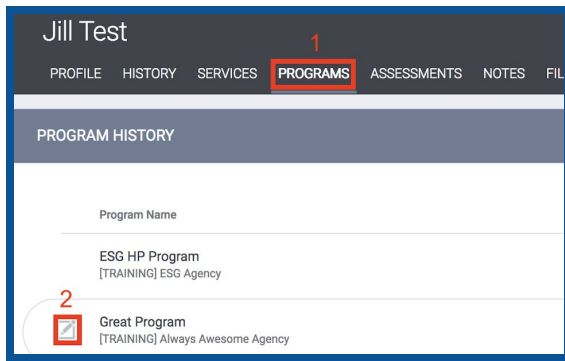 Jill Test
1
PROFILE HISTORY SERVICES PROGRAMS ASSESSMENTS NOTES FIL
PROGRAM HISTORY
Program Name
ESG HP Program
[TRAINING] ESG Agency
2
Great Program
[TRAINING] Always Awesome Agency